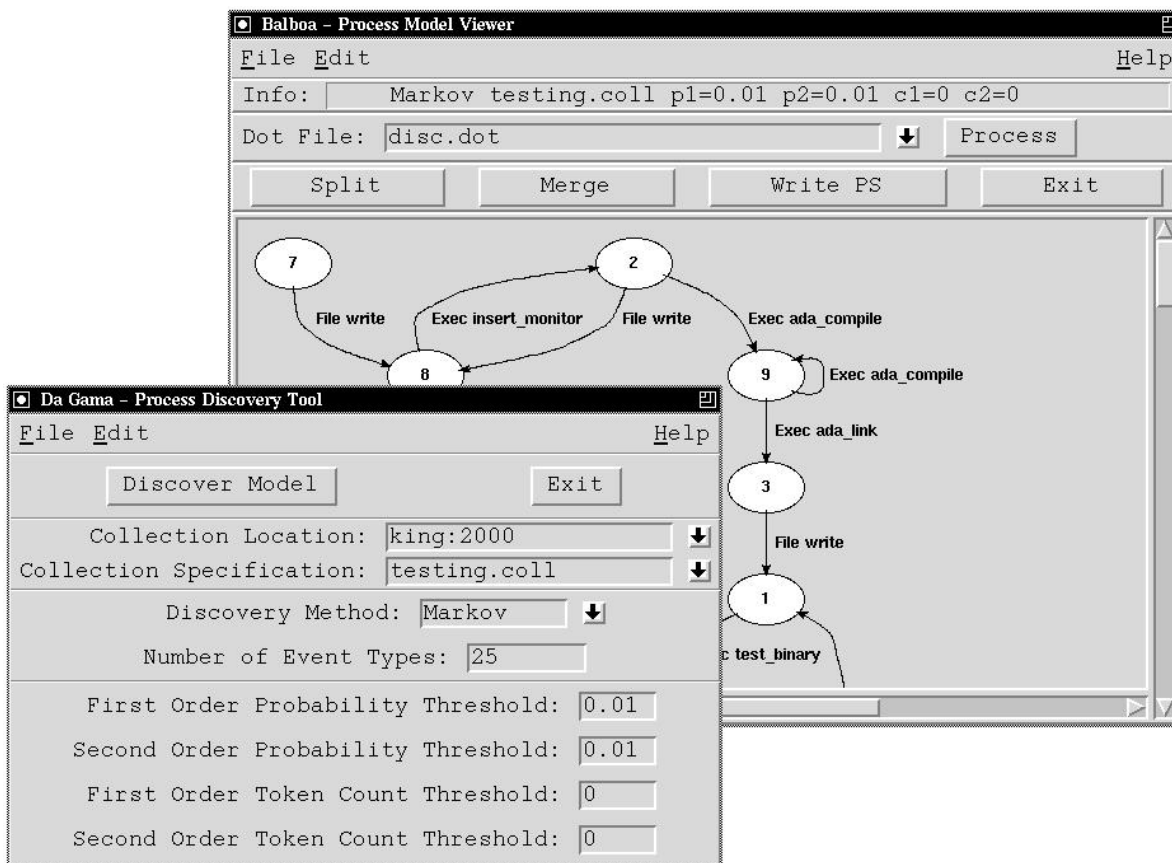 Balboa – Process Model Viewer
File Edit Help
Info: Markov testing.coll p1=0.01 p2=0.01 c1=0 c2=0
Dot File: disc.dot Process
Split Merge Write PS Exit
7 2
File write Exec insert_monitor File write Exec ada_compile
8 9 Exec ada_compile
Exec ada_link
3
File write
1
test_binary
Da Gama – Process Discovery Tool
File Edit Help
Discover Model Exit
Collection Location: king:2000
Collection Specification: testing.coll
Discovery Method: Markov
Number of Event Types: 25
First Order Probability Threshold: 0.01
Second Order Probability Threshold: 0.01
First Order Token Count Threshold: 0
Second Order Token Count Threshold: 0